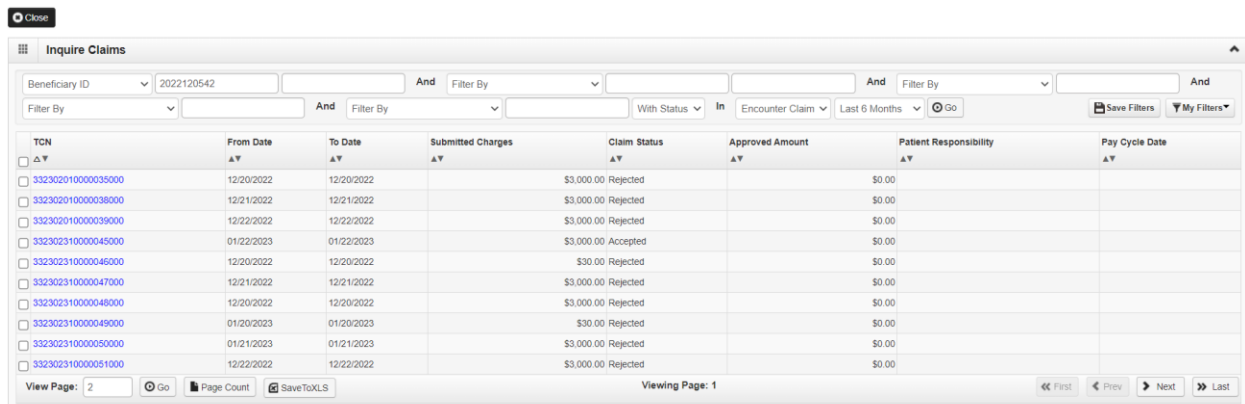 Close
Inquire Claims
Beneficiary ID 2022120542 And Filter By And Filter By And
Filter By And Filter By With Status In Encounter Claim Last 6 Months Go Save Filters My Filters
TCN From Date To Date Submitted Charges Claim Status Approved Amount Patient Responsibility Pay Cycle Date
332302010000035000 12/20/2022 12/20/2022 $3,000.00 Rejected $0.00
332302010000038000 12/21/2022 12/21/2022 $3,000.00 Rejected $0.00
332302010000039000 12/22/2022 12/22/2022 $3,000.00 Rejected $0.00
332302310000045000 01/22/2023 01/22/2023 $3,000.00 Accepted $0.00
332302310000046000 12/20/2022 12/20/2022 $30.00 Rejected $0.00
332302310000047000 12/21/2022 12/21/2022 $3,000.00 Rejected $0.00
332302310000048000 12/20/2022 12/20/2022 $3,000.00 Rejected $0.00
332302310000049000 01/20/2023 01/20/2023 $30.00 Rejected $0.00
332302310000050000 01/21/2023 01/21/2023 $3,000.00 Rejected $0.00
332302310000051000 12/22/2022 12/22/2022 $3,000.00 Rejected $0.00
View Page: 2 Go Page Count SaveToXLS Viewing Page: 1 First Prev Next Last